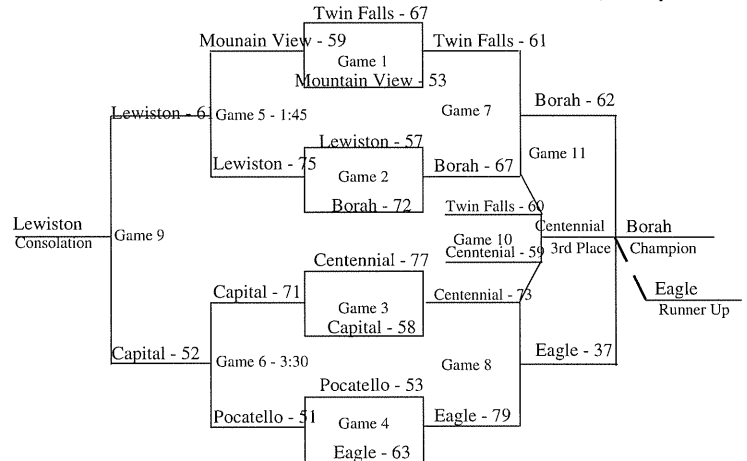 Twin Falls - 67
Mounain View - 59
Twin Falls - 61
Game 1
Mountain View - 53
Borah - 62
Lewiston - 61
Game 5 - 1:45
Game 7
Lewiston - 57
Game 11
Lewiston - 75
Game 2
Borah - 67
Borah - 72
Twin Falls - 60
Lewiston
Consolation
Game 9
Game 10
Centennial
3rd Place
Borah
Champion
Cenntenial - 59
Centennial - 77
Capital - 71
Game 3
Centennial - 73
Eagle
Runner Up
Capital - 58
Capital - 52
Game 6 - 3:30
Game 8
Eagle - 37
Pocatello - 53
Pocatello - 51
Game 4
Eagle - 79
Eagle - 63